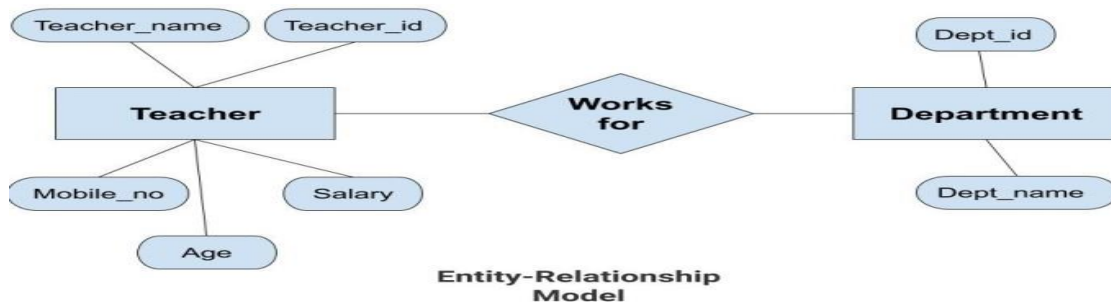 Teacher_name
Teacher_id
Dept_id
Teacher
Works
for
Department
Mobile_no
Salary
Dept_name
Age
Entity-Relationship
Model